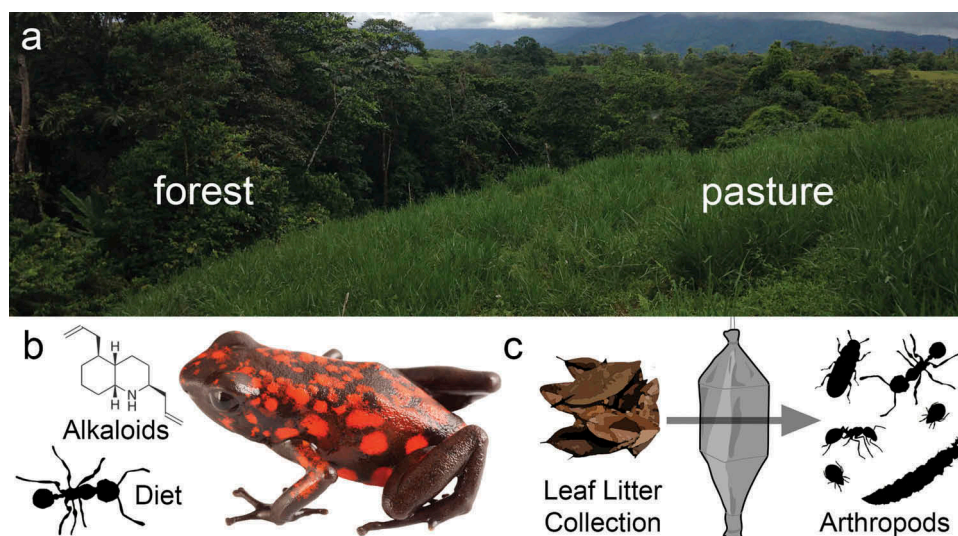 a
forest
pasture
b
H
H
N
H
Alkaloids
Diet
c
Leaf Litter
Collection
Arthropods